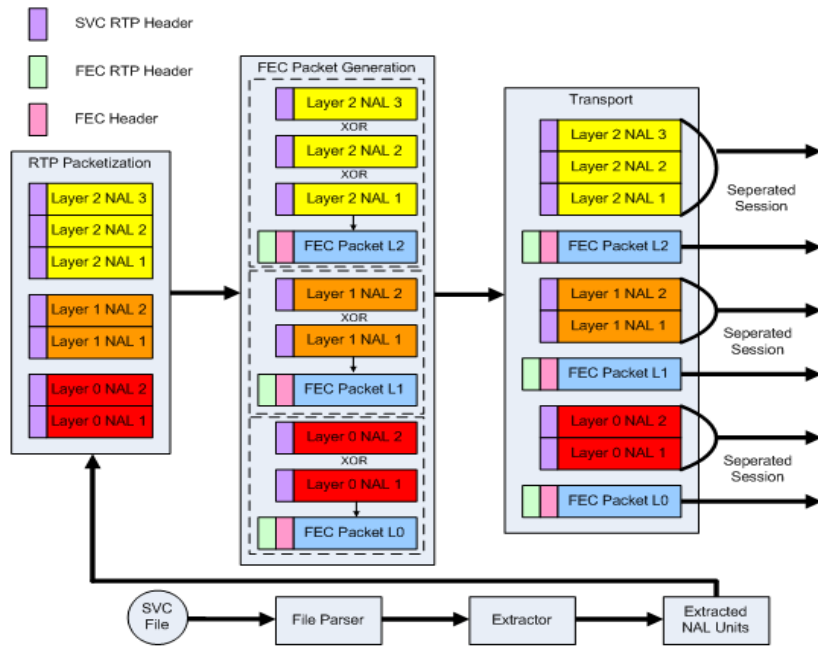 SVC RTP Header
FEC RTP Header
FEC Header
RTP Packetization
Layer 2 NAL 3
Layer 2 NAL 2
Layer 2 NAL 1
Layer 1 NAL 2
Layer 1 NAL 1
Layer 0 NAL 2
Layer 0 NAL 1
FEC Packet Generation
Layer 2 NAL 3
XOR
Layer 2 NAL 2
XOR
Layer 2 NAL 1
FEC Packet L2
Layer 1 NAL 2
XOR
Layer 1 NAL 1
FEC Packet L1
Layer 0 NAL 2
XOR
Layer 0 NAL 1
FEC Packet L0
Transport
Layer 2 NAL 3
Layer 2 NAL 2
Layer 2 NAL 1
Seperated
Session
FEC Packet L2
Layer 1 NAL 2
Layer 1 NAL 1
Seperated
Session
FEC Packet L1
Layer 0 NAL 2
Layer 0 NAL 1
Seperated
Session
FEC Packet L0
SVC
File
File Parser
Extractor
Extracted
NAL Units